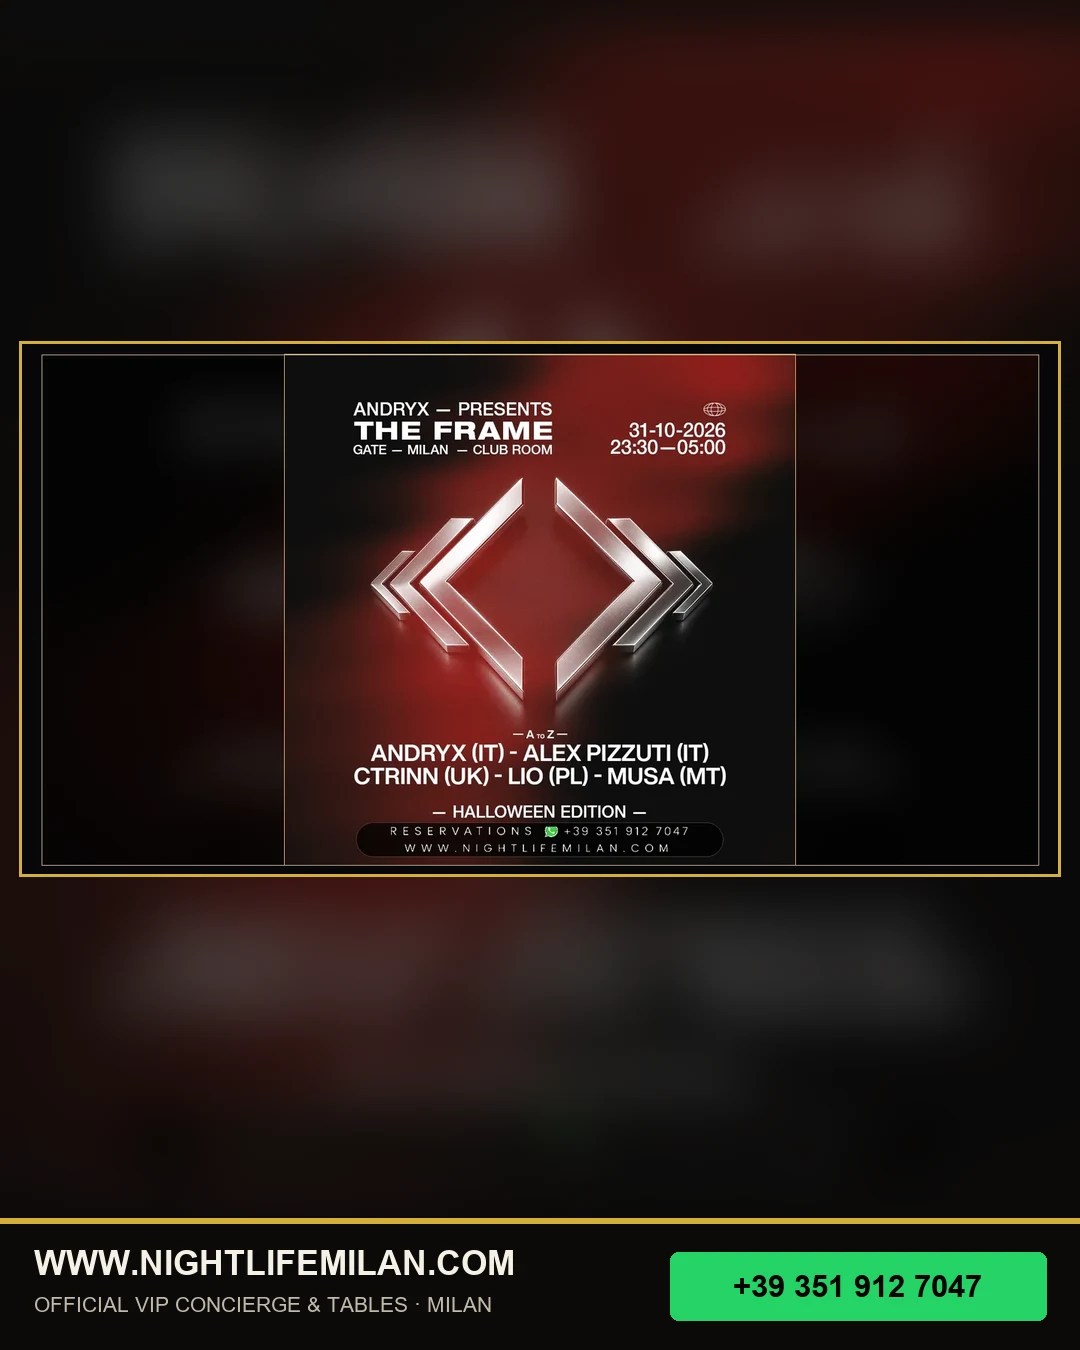 ANDRYX — PRESENTS
THE FRAME
GATE — MILAN — CLUB ROOM
31-10-2026
23:30—05:00
— A TO Z —
ANDRYX (IT) - ALEX PIZZUTI (IT)
CTRINN (UK) - LIO (PL) - MUSA (MT)
— HALLOWEEN EDITION —
RESERVATIONS +39 351 912 7047
WWW.NIGHTLIFEMILAN.COM
WWW.NIGHTLIFEMILAN.COM
OFFICIAL VIP CONCIERGE & TABLES · MILAN
+39 351 912 7047